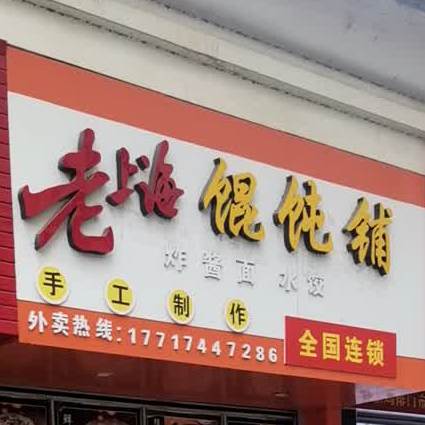 老上海馄饨铺
炸酱面 水饺
手工制作
外卖热线:17717447286
全国连锁